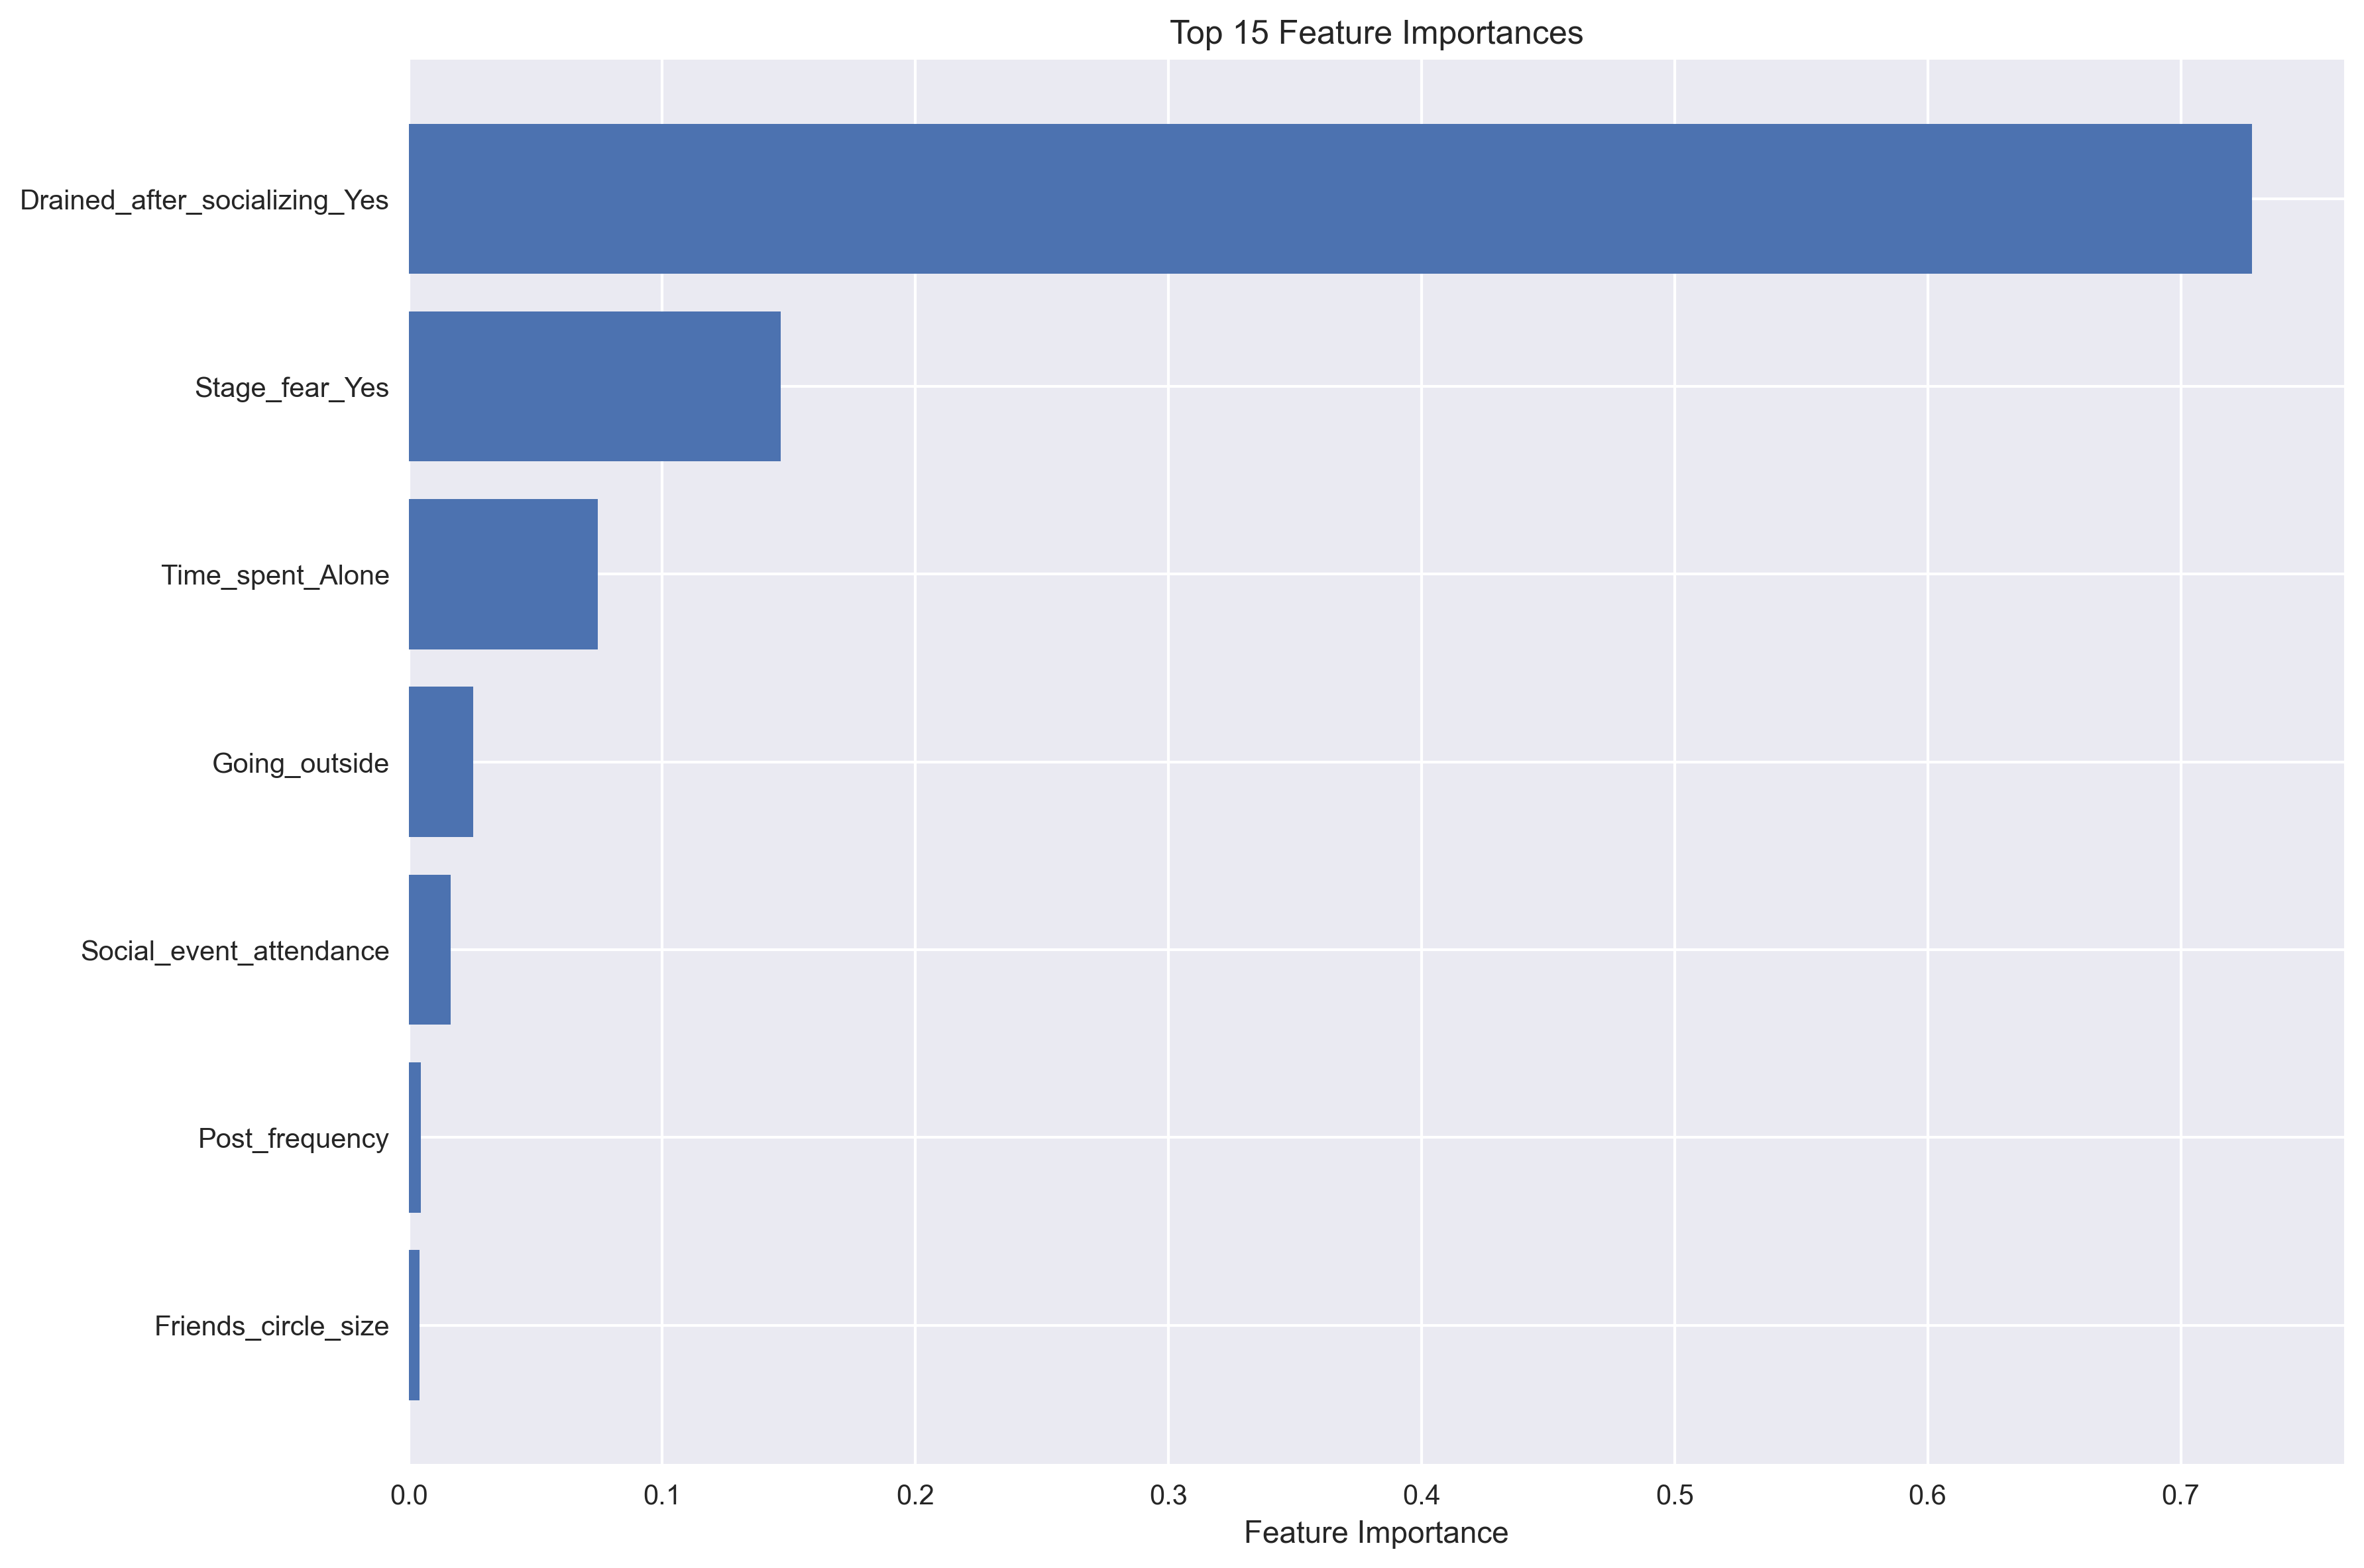 Top 15 Feature Importances
Drained_after_socializing_Yes
Stage_fear_Yes
Time_spent_Alone
Going_outside
Social_event_attendance
Post_frequency
Friends_circle_size
0.0 0.1 0.2 0.3 0.4 0.5 0.6 0.7
Feature Importance